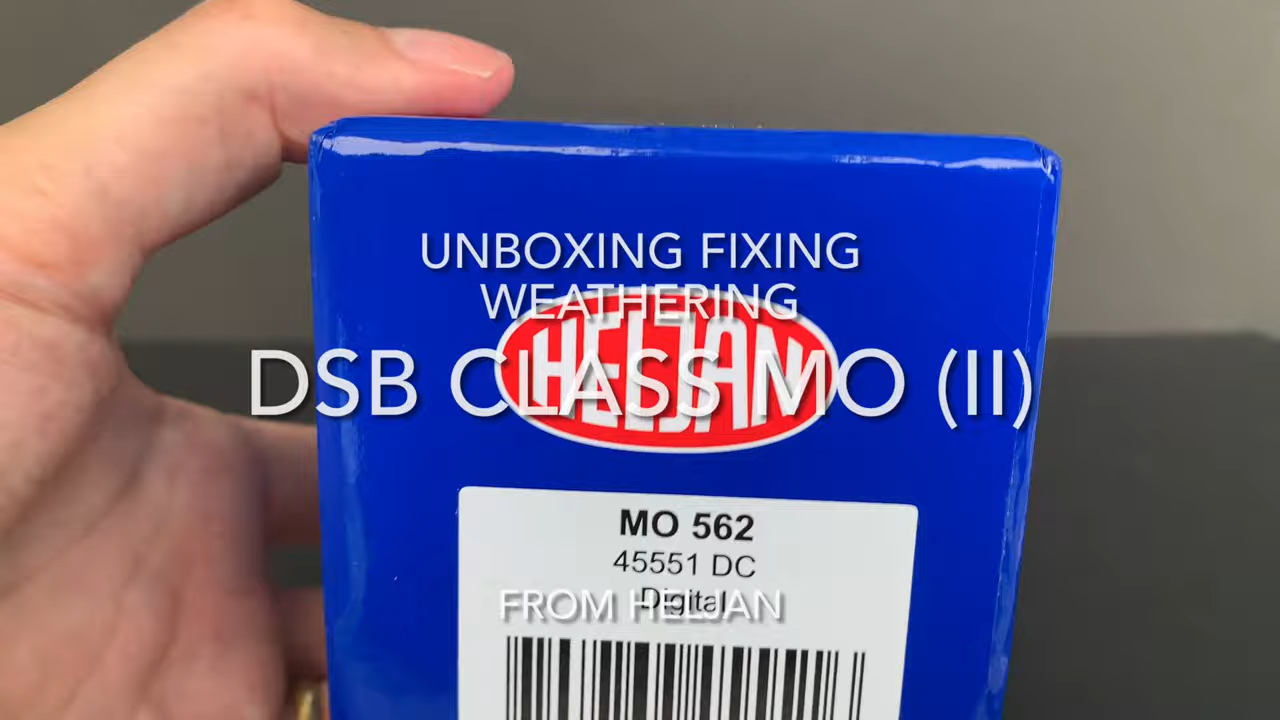 UNBOXING FIXING
WEATHERING
HELJAN
DSB CLASS MO (II)
MO 562
45551 DC
Digital
FROM HELJAN